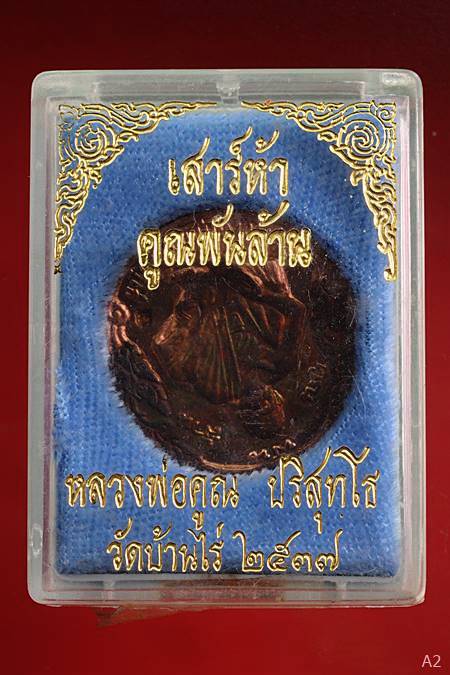 เสาร์ห้า
คูณพันล้าน
หลวงพ่อคูณ ปริสุทโธ
วัดบ้านไร่ ๒๕๓๗
A2